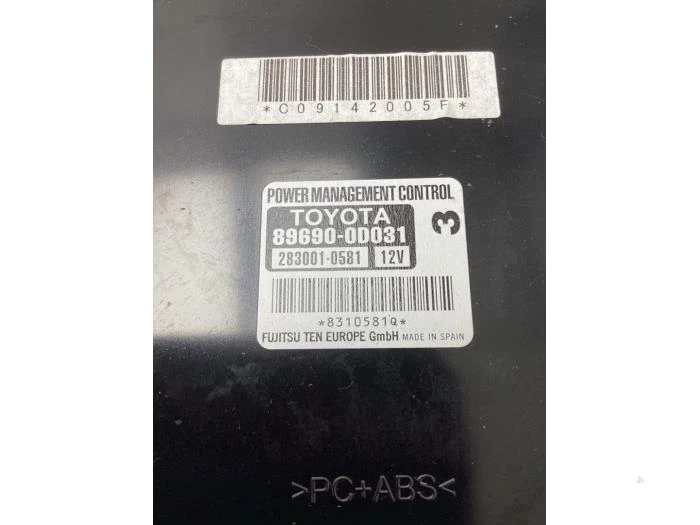 *C09142005F*
POWER MANAGEMENT CONTROL
TOYOTA
89690-0D031
3
283001-0581 12V
*8310581Q*
FUJITSU TEN EUROPE GmbH MADE IN SPAIN
>PC+ABS<